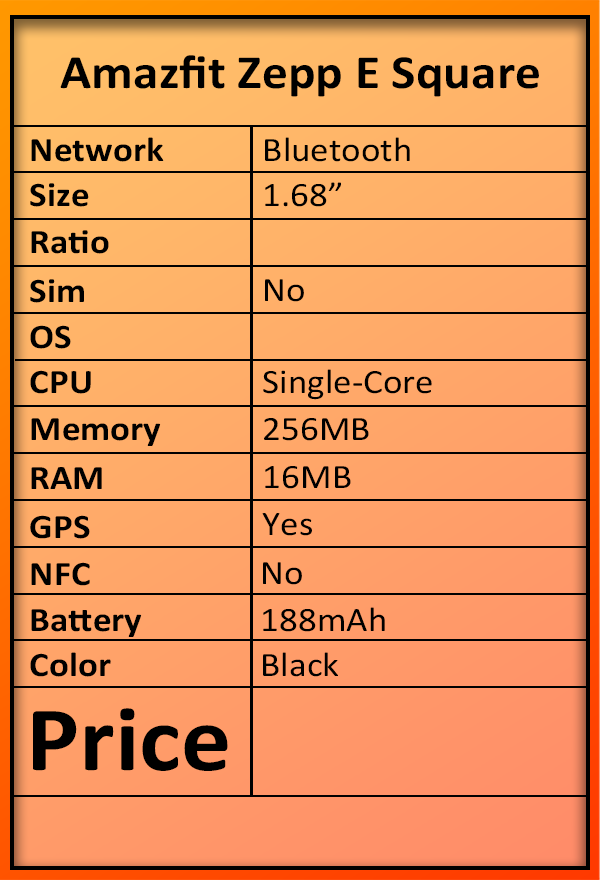 Amazfit Zepp E Square
Network Bluetooth
Size 1.68”
Ratio
Sim No
OS
CPU Single-Core
Memory 256MB
RAM 16MB
GPS Yes
NFC No
Battery 188mAh
Color Black
Price